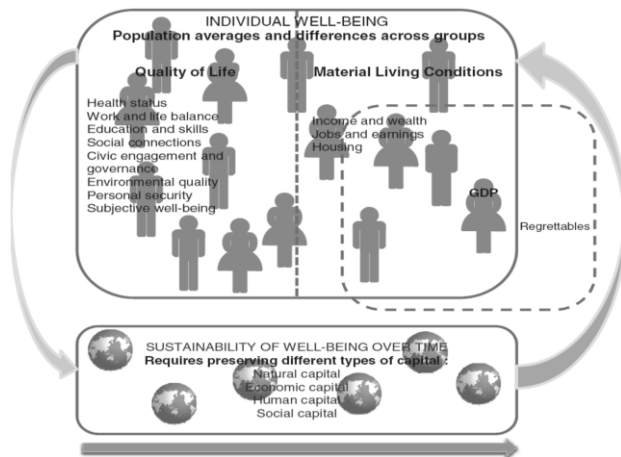 INDIVIDUAL WELL-BEING
Population averages and differences across groups
Quality of Life
Health status
Work and life balance
Education and skills
Social connections
Civic engagement and
governance
Environmental quality
Personal security
Subjective well-being
Material Living Conditions
Income and wealth
Jobs and earnings
Housing
GDP
Regrettables
SUSTAINABILITY OF WELL-BEING OVER TIME
Requires preserving different types of capital :
Natural capital
Economic capital
Human capital
Social capital